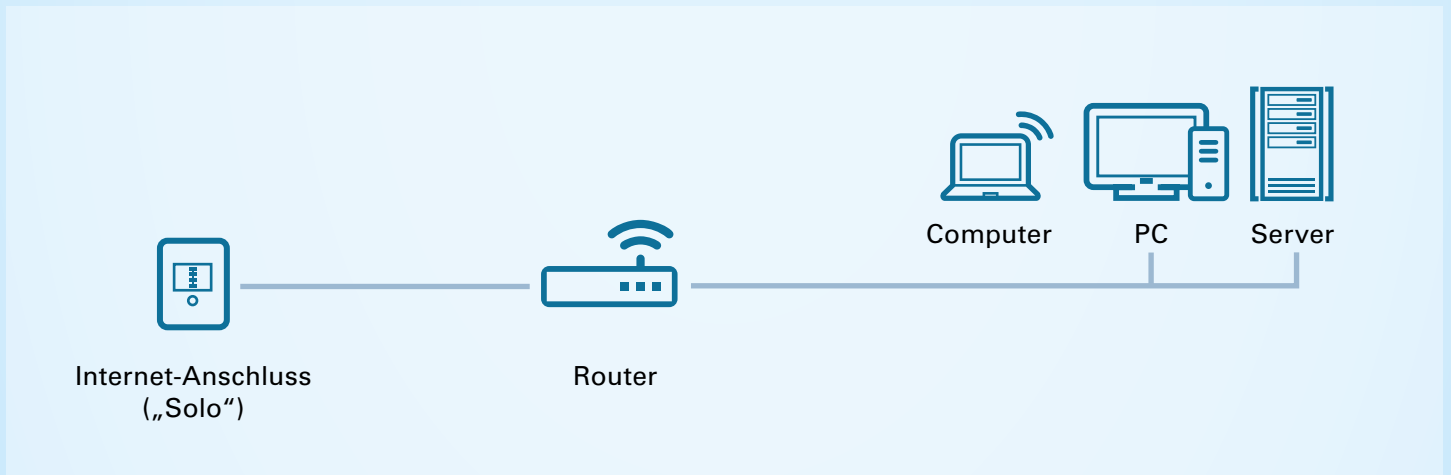 Computer
PC
Server
Internet-Anschluss
(„Solo“)
Router